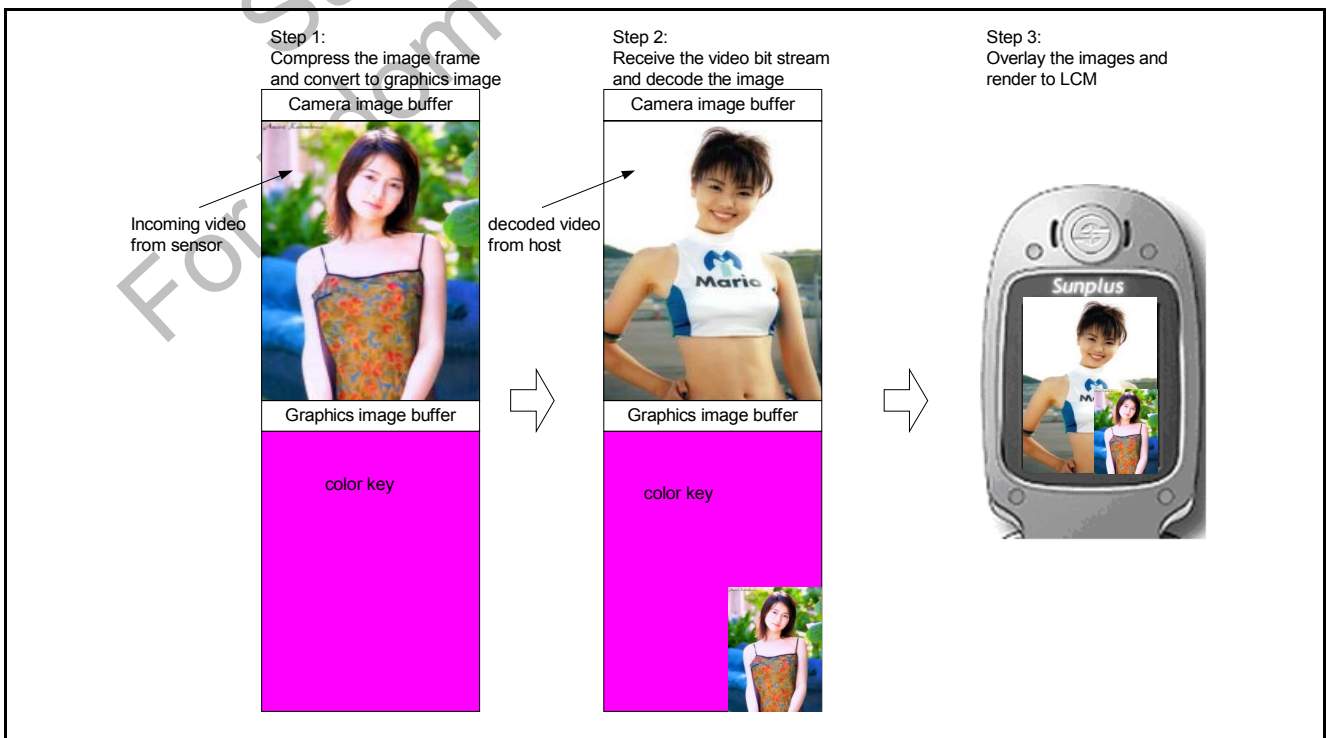 Step 1:
Compress the image frame
and convert to graphics image
Camera image buffer
Incoming video
from sensor
Graphics image buffer
color key
Step 2:
Receive the video bit stream
and decode the image
Camera image buffer
decoded video
from host
Mario
Graphics image buffer
color key
Step 3:
Overlay the images and
render to LCM
Sunplus
For